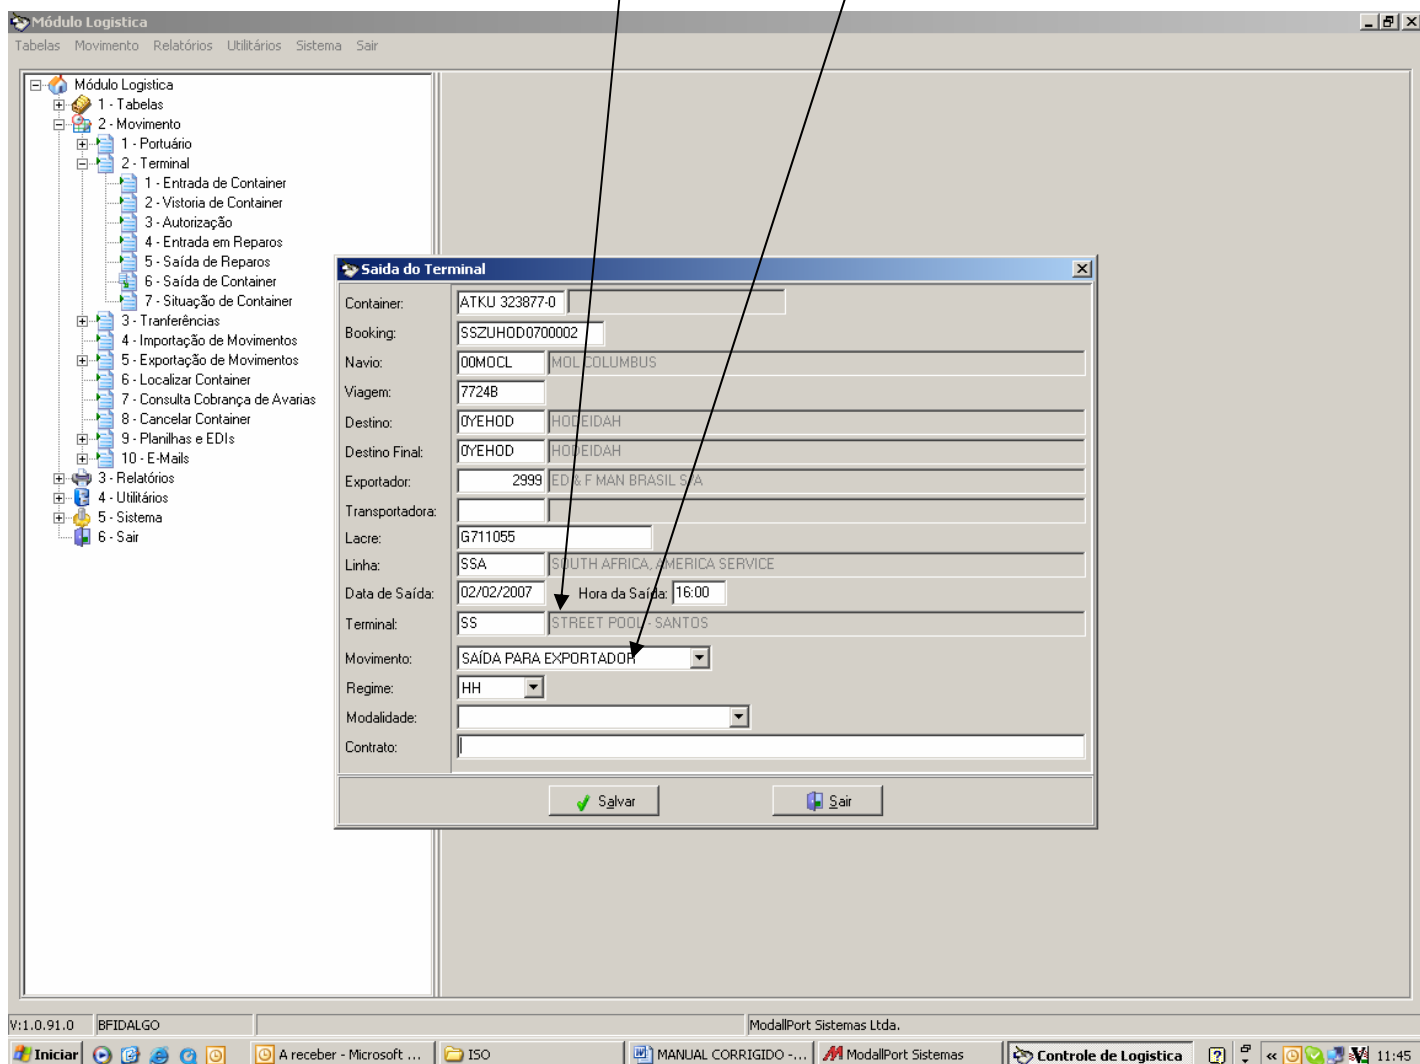 Módulo Logistica
Tabelas Movimento Relatórios Utilitários Sistema Sair
Módulo Logistica
1 - Tabelas
2 - Movimento
1 - Portuário
2 - Terminal
1 - Entrada de Container
2 - Vistoria de Container
3 - Autorização
4 - Entrada em Reparos
5 - Saída de Reparos
6 - Saída de Container
7 - Situação de Container
3 - Tranferências
4 - Importação de Movimentos
5 - Exportação de Movimentos
6 - Localizar Container
7 - Consulta Cobrança de Avarias
8 - Cancelar Container
9 - Planilhas e EDIs
10 - E-Mails
3 - Relatórios
4 - Utilitários
5 - Sistema
6 - Sair
Saida do Terminal
Container: ATKU 323877-0
Booking: SSZUHOD0700002
Navio: 00MOCL MOL COLUMBUS
Viagem: 7724B
Destino: 0YEHOD HODEIDAH
Destino Final: 0YEHOD HODEIDAH
Exportador: 2999 ED & F MAN BRASIL S/A
Transportadora:
Lacre: G711055
Linha: SSA SOUTH AFRICA, AMERICA SERVICE
Data de Saída: 02/02/2007 Hora da Saída: 16:00
Terminal: SS STREET POOL - SANTOS
Movimento: SAÍDA PARA EXPORTADOR
Regime: HH
Modalidade:
Contrato:
Salvar Sair
V:1.0.91.0 BFIDALGO ModallPort Sistemas Ltda.
Iniciar A receber - Microsoft ... ISO MANUAL CORRIGIDO -... ModallPort Sistemas Controle de Logistica « 11:45